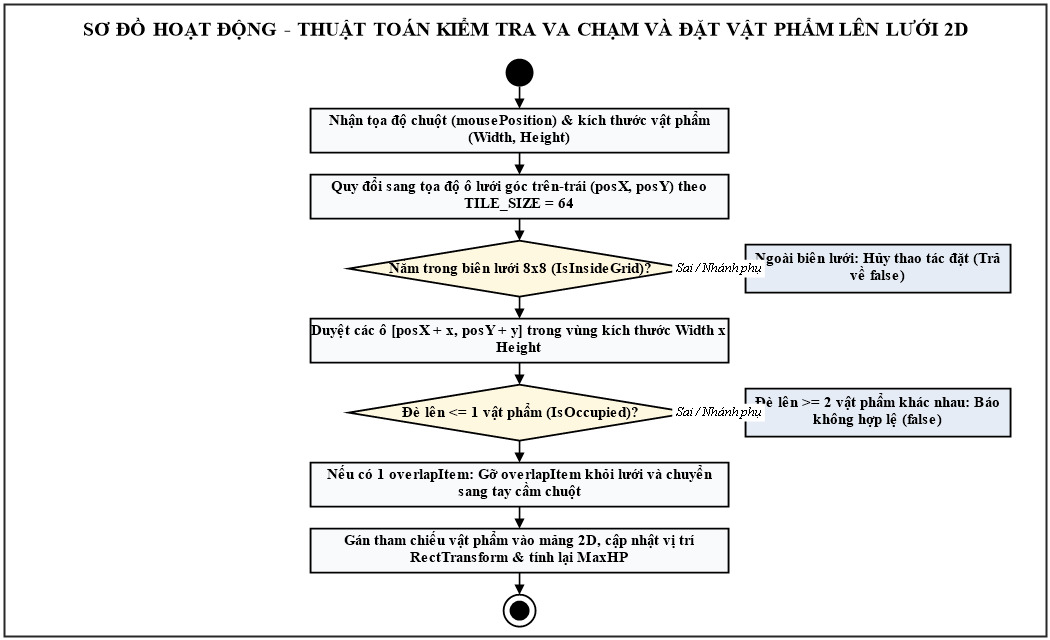 SƠ ĐỒ HOẠT ĐỘNG - THUẬT TOÁN KIỂM TRA VA CHẠM VÀ ĐẶT VẬT PHẨM LÊN LƯỚI 2D
Nhận tọa độ chuột (mousePosition) & kích thước vật phẩm
(Width, Height)
Quy đổi sang tọa độ ô lưới góc trên-trái (posX, posY) theo
TILE_SIZE = 64
Nằm trong biên lưới 8x8 (IsInsideGrid)?
Sai / Nhánh phụ
Ngoài biên lưới: Hủy thao tác đặt (Trả
về false)
Duyệt các ô [posX + x, posY + y] trong vùng kích thước Width x
Height
Đè lên <= 1 vật phẩm (IsOccupied)?
Sai / Nhánh phụ
Đè lên >= 2 vật phẩm khác nhau: Báo
không hợp lệ (false)
Nếu có 1 overlapItem: Gỡ overlapItem khỏi lưới và chuyển
sang tay cầm chuột
Gán tham chiếu vật phẩm vào mảng 2D, cập nhật vị trí
RectTransform & tính lại MaxHP